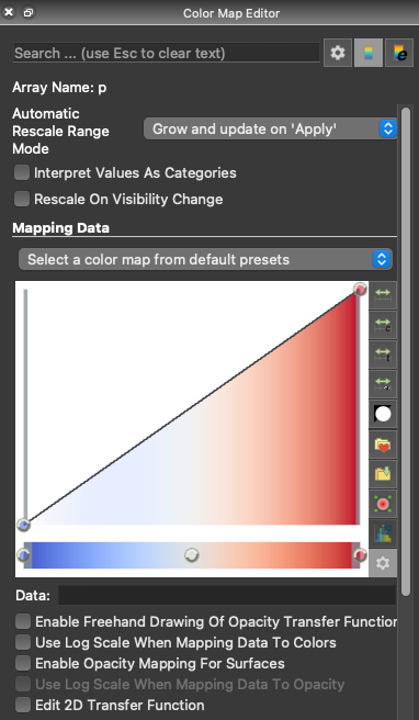 Color Map Editor
Search ... (use Esc to clear text)
Array Name: p
Automatic
Rescale Range
Mode
Grow and update on 'Apply'
Interpret Values As Categories
Rescale On Visibility Change
Mapping Data
Select a color map from default presets
Data:
Enable Freehand Drawing Of Opacity Transfer Function
Use Log Scale When Mapping Data To Colors
Enable Opacity Mapping For Surfaces
Use Log Scale When Mapping Data To Opacity
Edit 2D Transfer Function